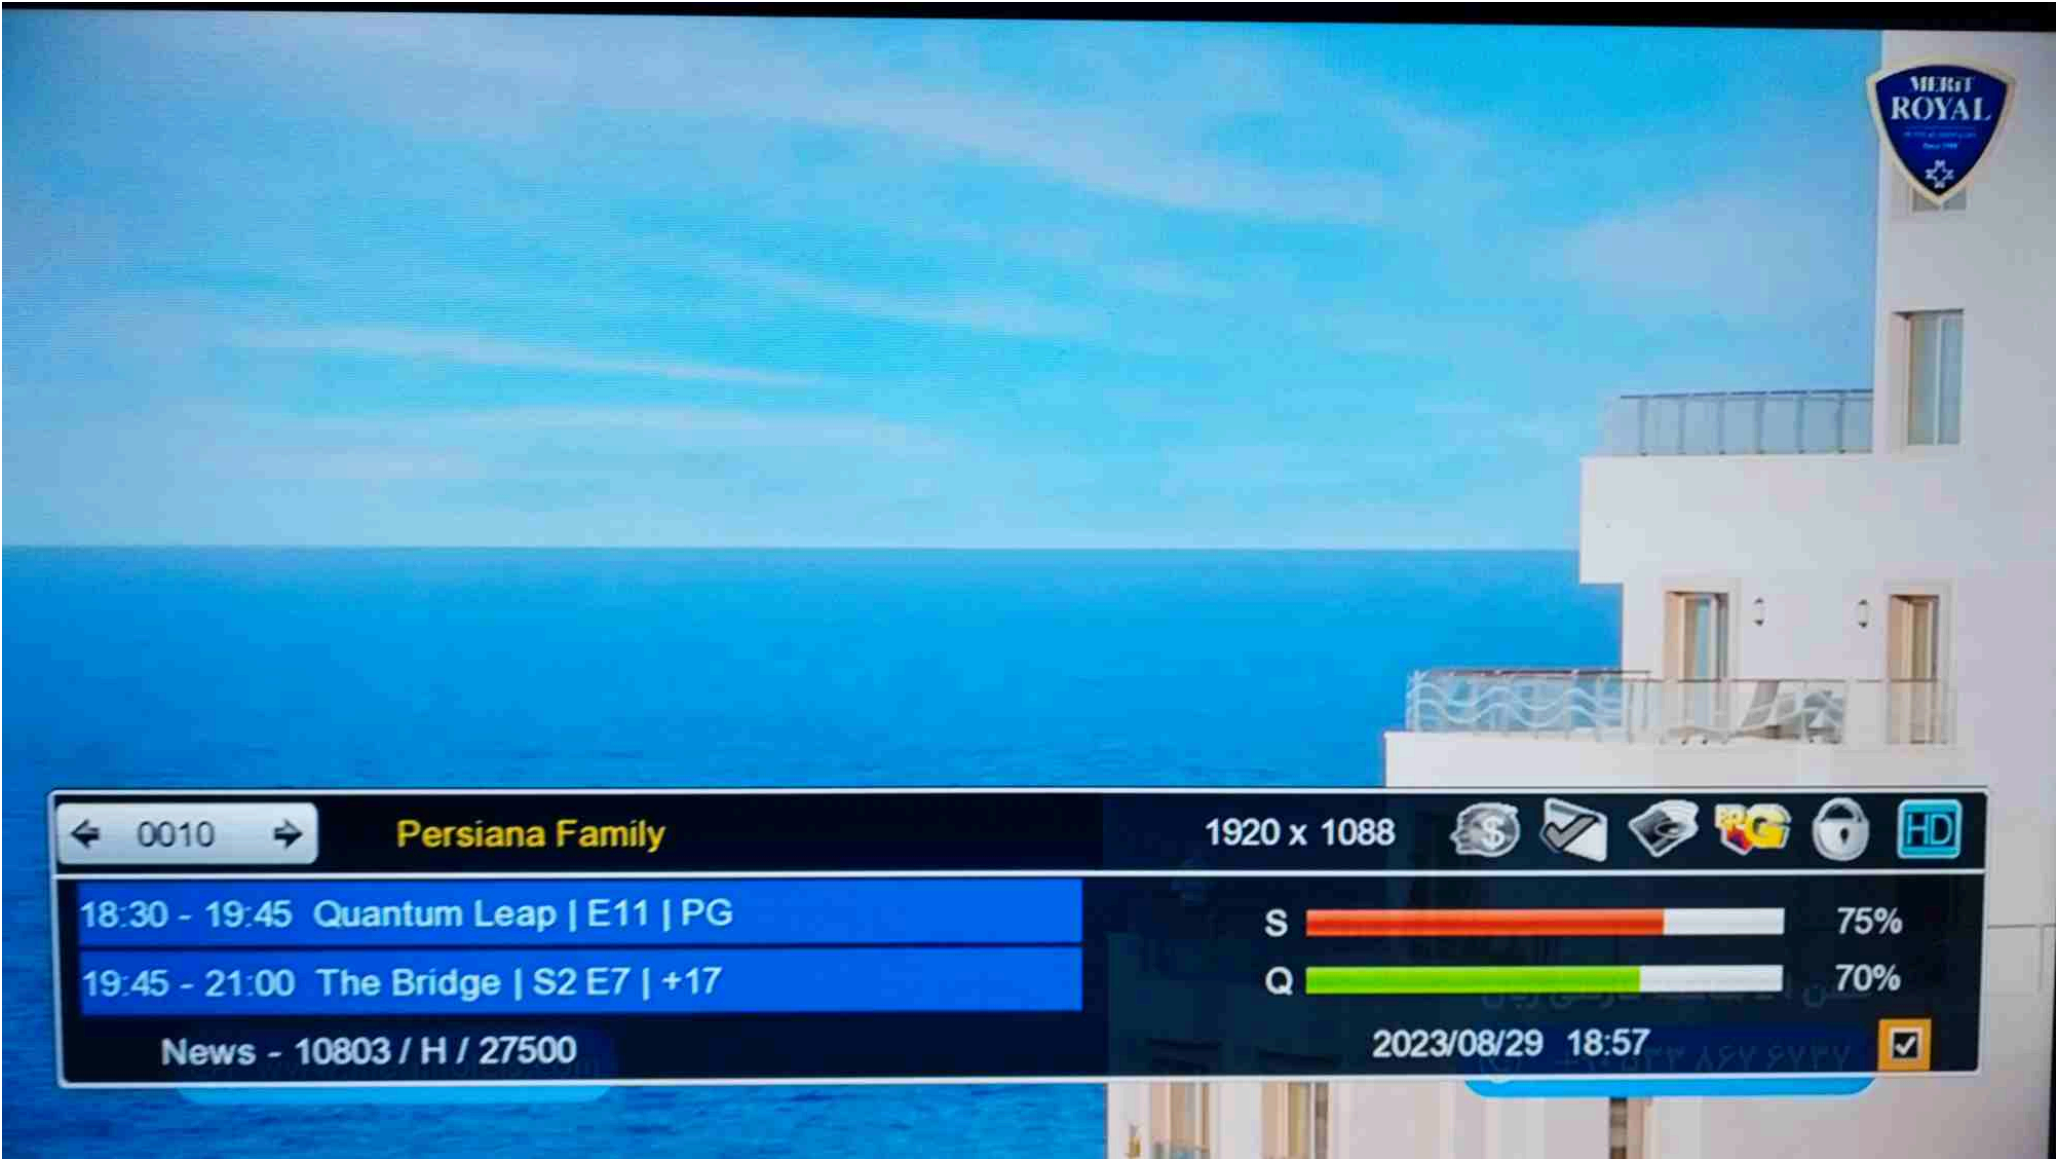 MERiT
ROYAL
0010
Persiana Family
1920 x 1088
HD
18:30 - 19:45 Quantum Leap | E11 | PG
S
75%
19:45 - 21:00 The Bridge | S2 E7 | +17
Q
70%
News - 10803 / H / 27500
2023/08/29 18:57